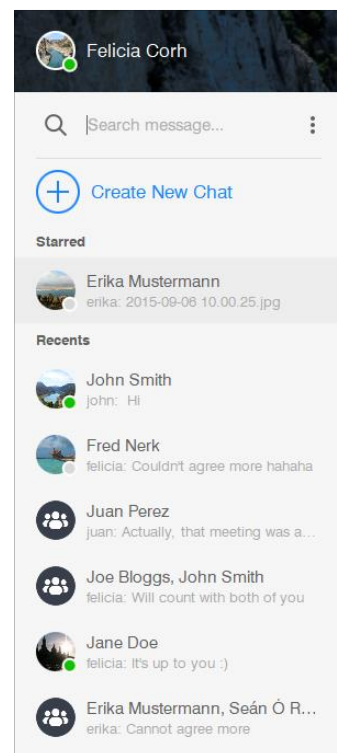 Felicia Corh
Search message...
Create New Chat
Starred
Erika Mustermann
erika: 2015-09-06 10.00.25.jpg
Recents
John Smith
john: Hi
Fred Nerk
felicia: Couldn't agree more hahaha
Juan Perez
juan: Actually, that meeting was a...
Joe Bloggs, John Smith
felicia: Will count with both of you
Jane Doe
felicia: It's up to you :)
Erika Mustermann, Seán Ó R...
erika: Cannot agree more